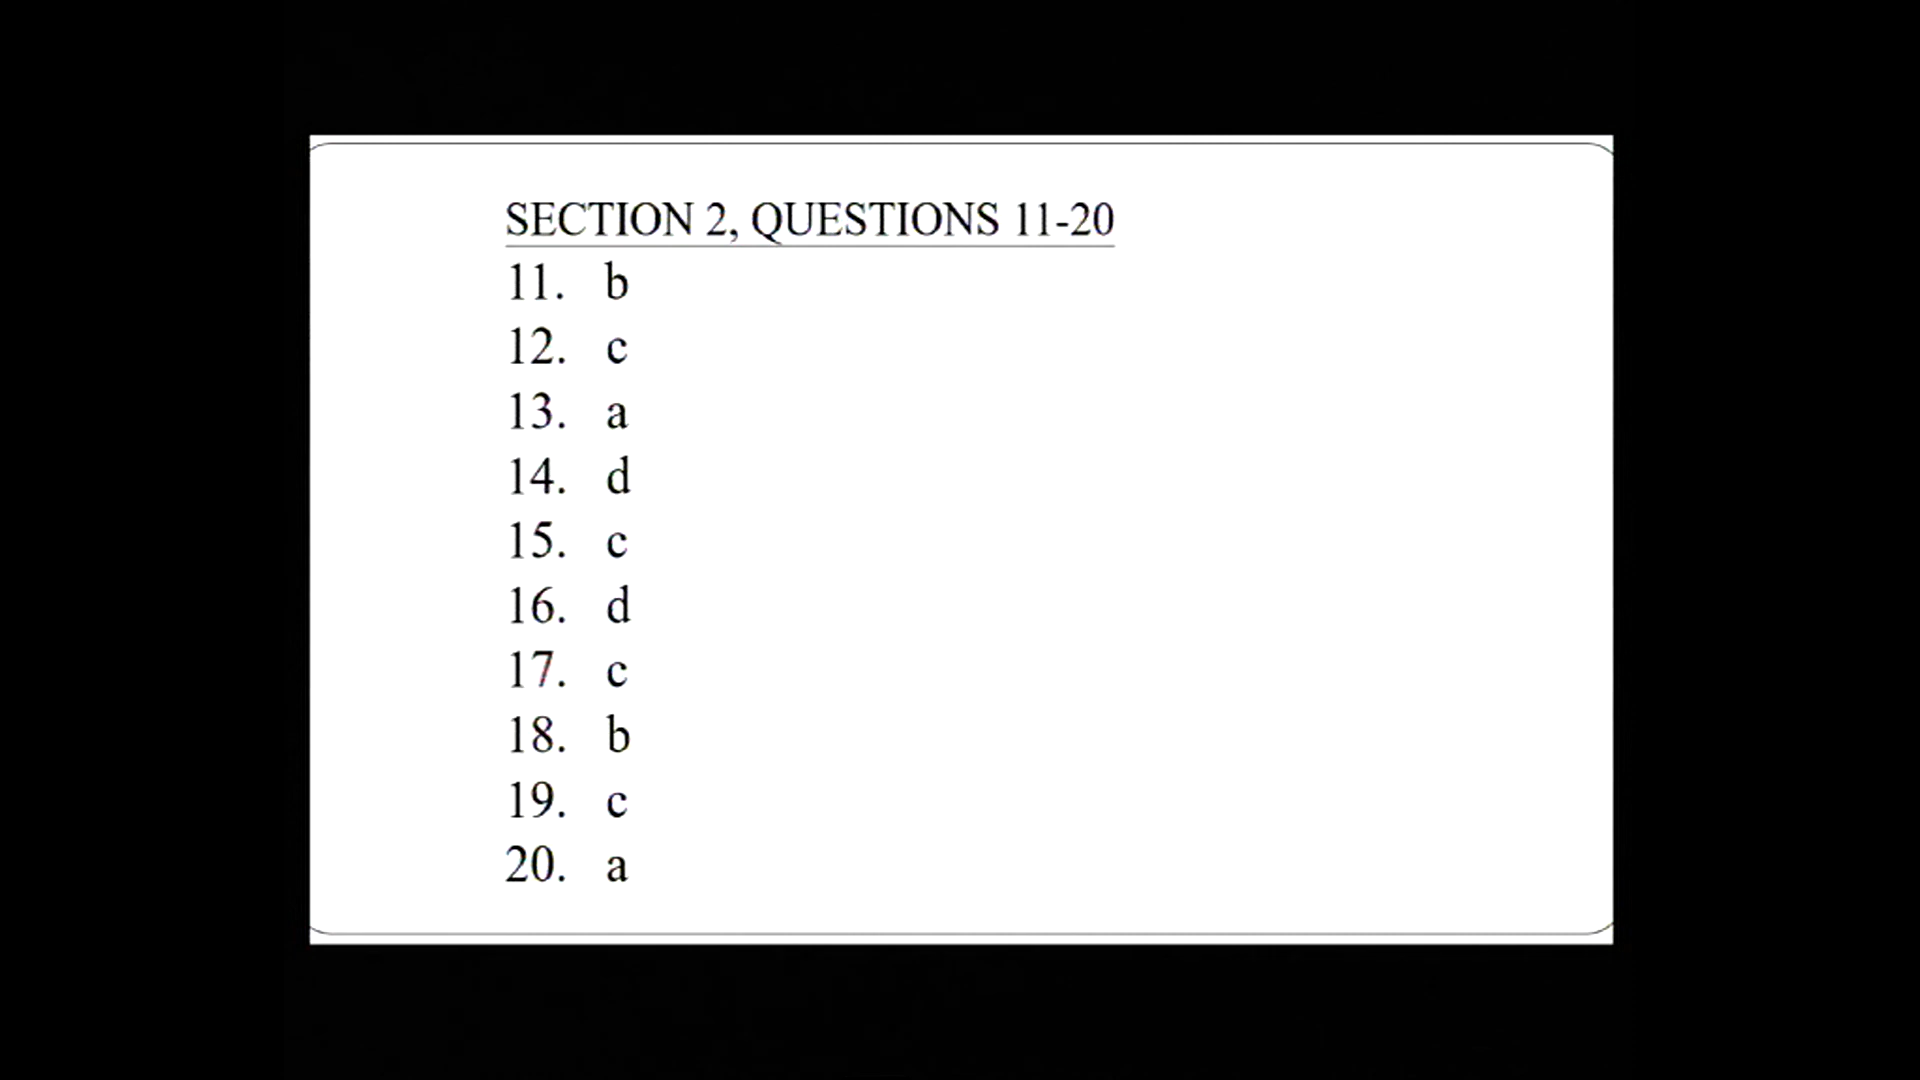 SECTION 2, QUESTIONS 11-20
11. b
12. c
13. a
14. d
15. c
16. d
17. c
18. b
19. c
20. a